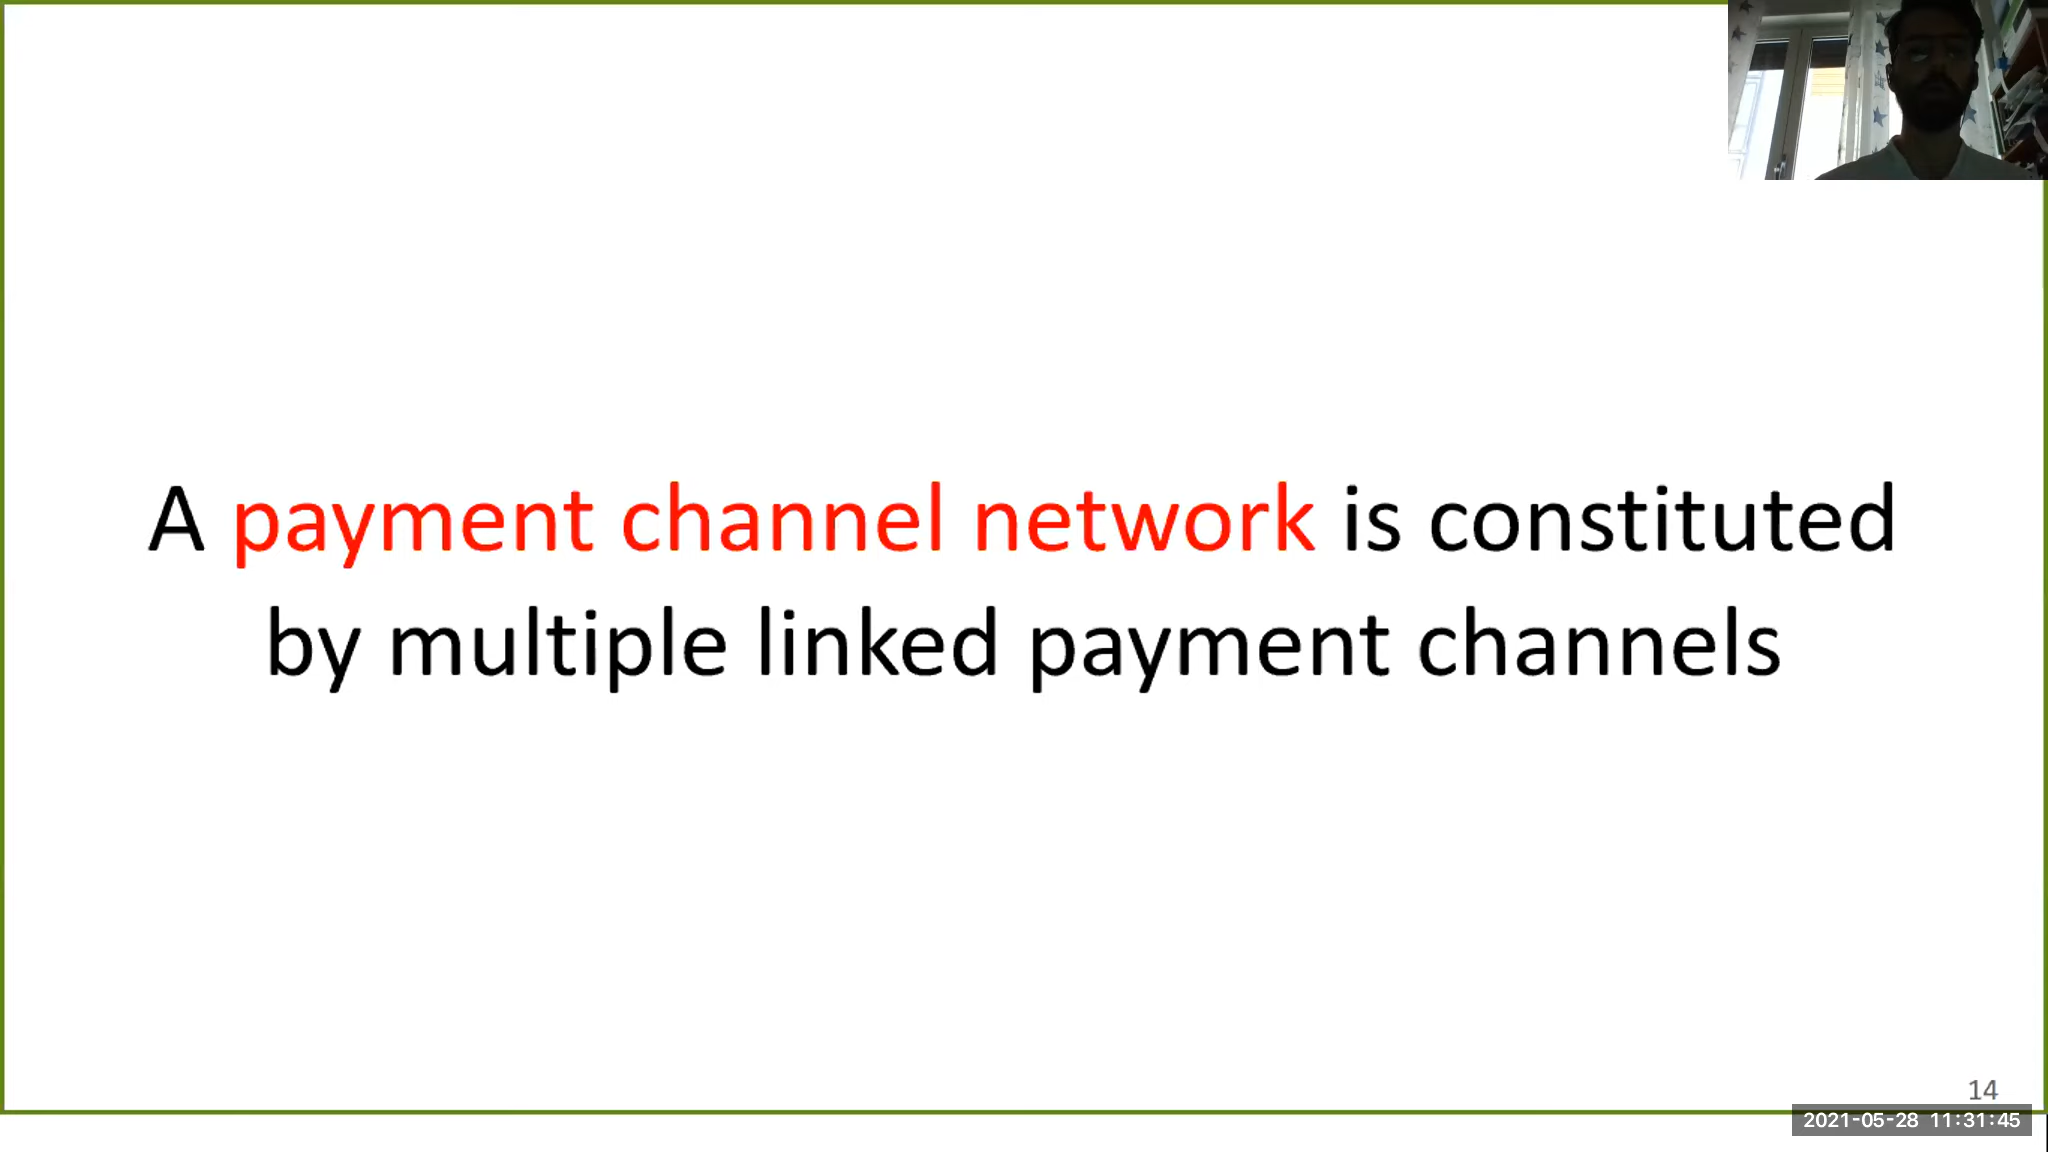 A payment channel network is constituted
by multiple linked payment channels
14
2021-05-28 11:31:45